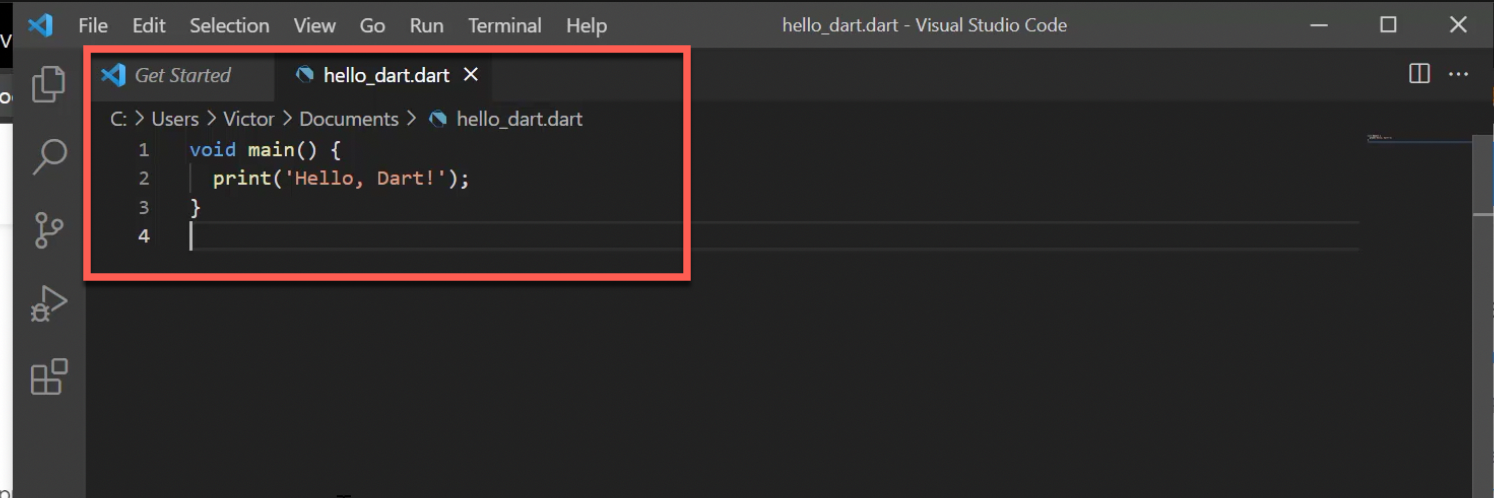 File Edit Selection View Go Run Terminal Help hello_dart.dart - Visual Studio Code
Get Started hello_dart.dart
C: > Users > Victor > Documents > hello_dart.dart
1 void main() {
2   print('Hello, Dart!');
3 }
4